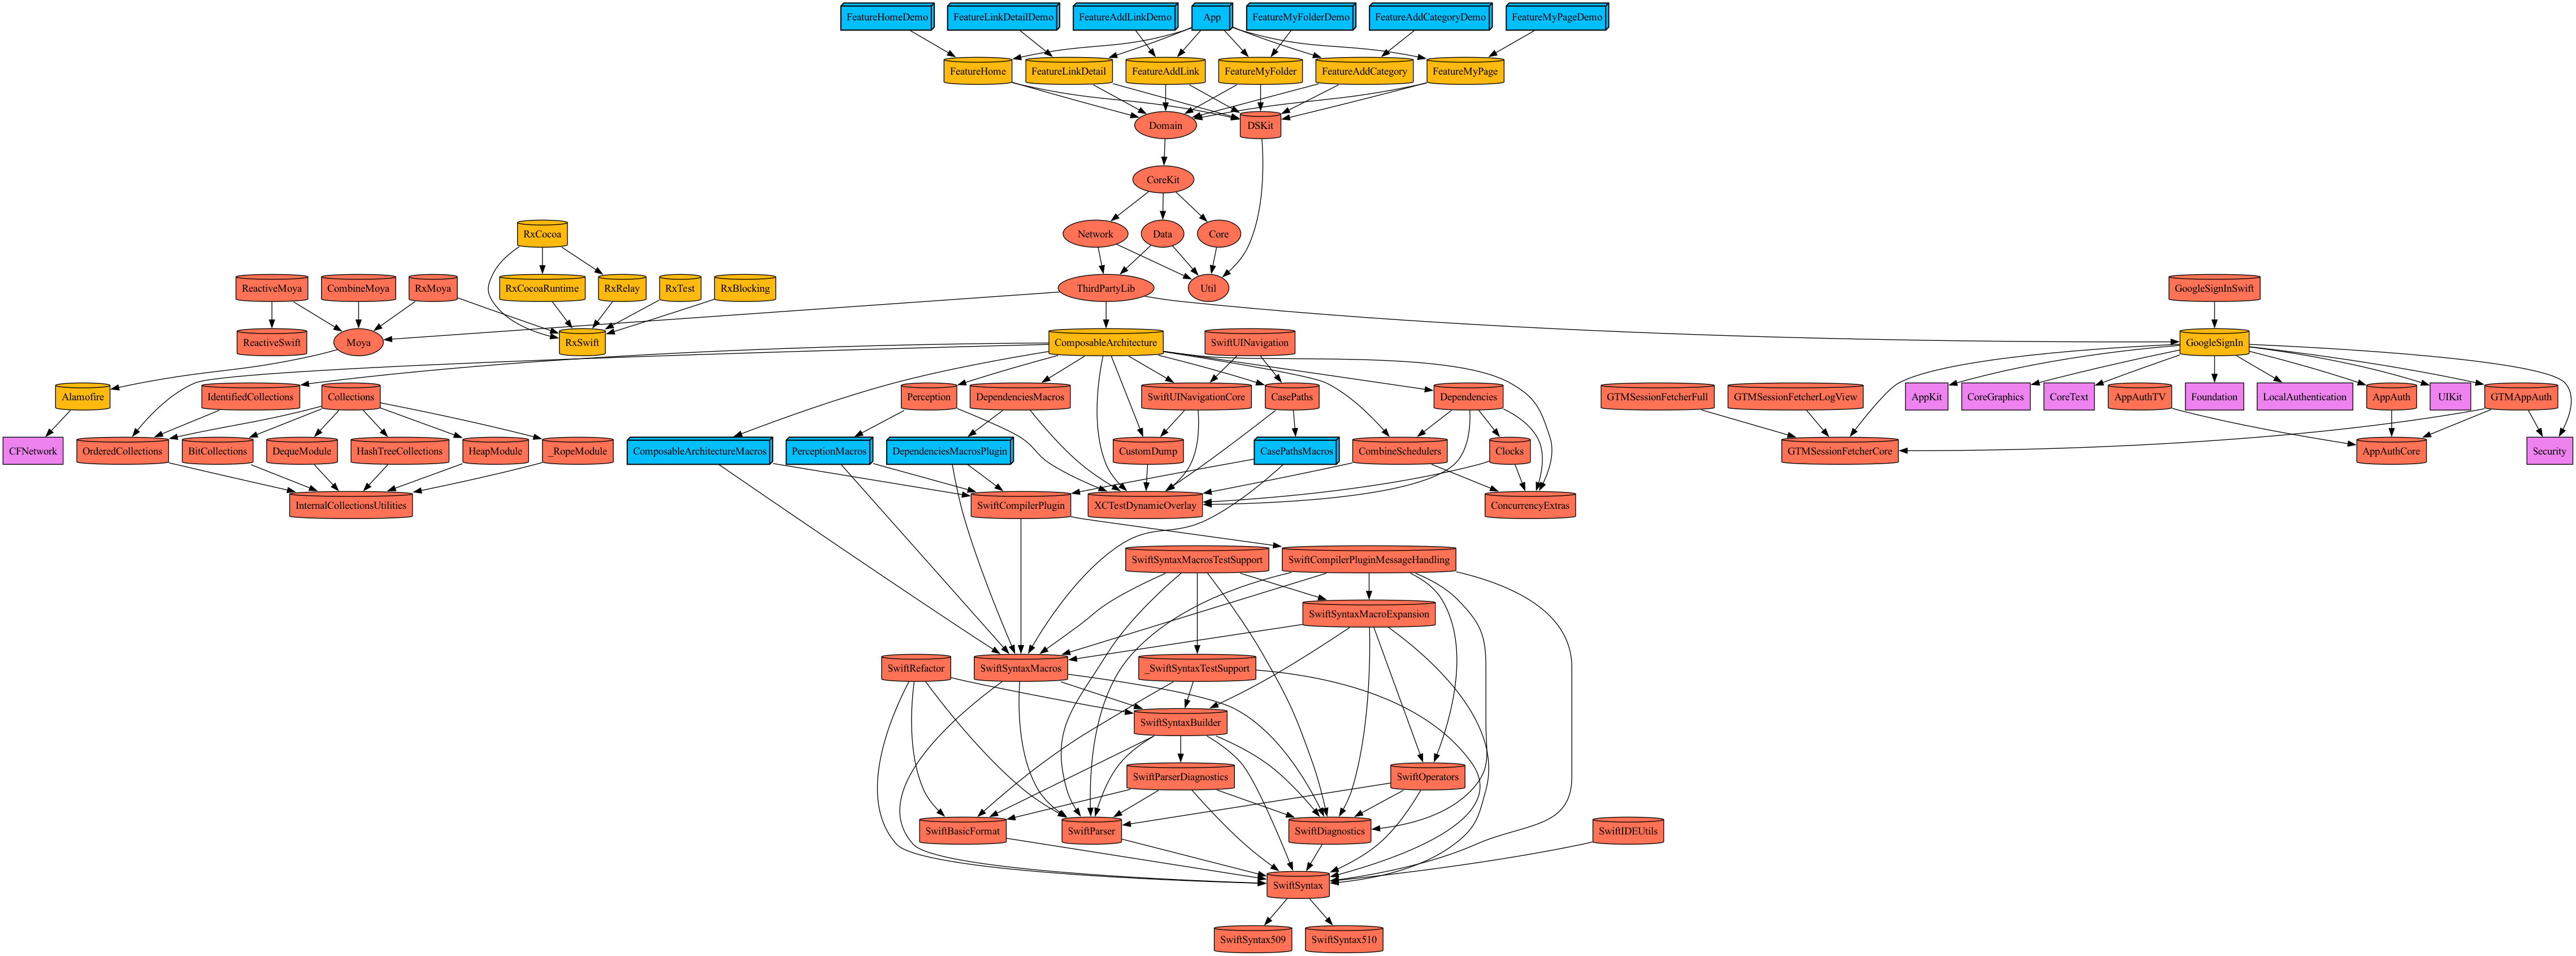 FeatureHomeDemo
FeatureLinkDetailDemo
FeatureAddLinkDemo
App
FeatureMyFolderDemo
FeatureAddCategoryDemo
FeatureMyPageDemo
FeatureHome
FeatureLinkDetail
FeatureAddLink
FeatureMyFolder
FeatureAddCategory
FeatureMyPage
Domain
DSKit
CoreKit
RxCocoa
Network
Data
Core
ReactiveMoya
CombineMoya
RxMoya
RxCocoaRuntime
RxRelay
RxTest
RxBlocking
ThirdPartyLib
Util
GoogleSignInSwift
ReactiveSwift
Moya
RxSwift
ComposableArchitecture
SwiftUINavigation
GoogleSignIn
Alamofire
IdentifiedCollections
Collections
Perception
DependenciesMacros
SwiftUINavigationCore
CasePaths
Dependencies
GTMSessionFetcherFull
GTMSessionFetcherLogView
AppKit
CoreGraphics
CoreText
AppAuthTV
Foundation
LocalAuthentication
AppAuth
UIKit
GTMAppAuth
CFNetwork
OrderedCollections
BitCollections
DequeModule
HashTreeCollections
HeapModule
_RopeModule
ComposableArchitectureMacros
PerceptionMacros
DependenciesMacrosPlugin
CustomDump
CasePathsMacros
CombineSchedulers
Clocks
GTMSessionFetcherCore
AppAuthCore
Security
InternalCollectionsUtilities
SwiftCompilerPlugin
XCTestDynamicOverlay
ConcurrencyExtras
SwiftSyntaxMacrosTestSupport
SwiftCompilerPluginMessageHandling
SwiftSyntaxMacroExpansion
SwiftRefactor
SwiftSyntaxMacros
_SwiftSyntaxTestSupport
SwiftSyntaxBuilder
SwiftParserDiagnostics
SwiftOperators
SwiftBasicFormat
SwiftParser
SwiftDiagnostics
SwiftIDEUtils
SwiftSyntax
SwiftSyntax509
SwiftSyntax510